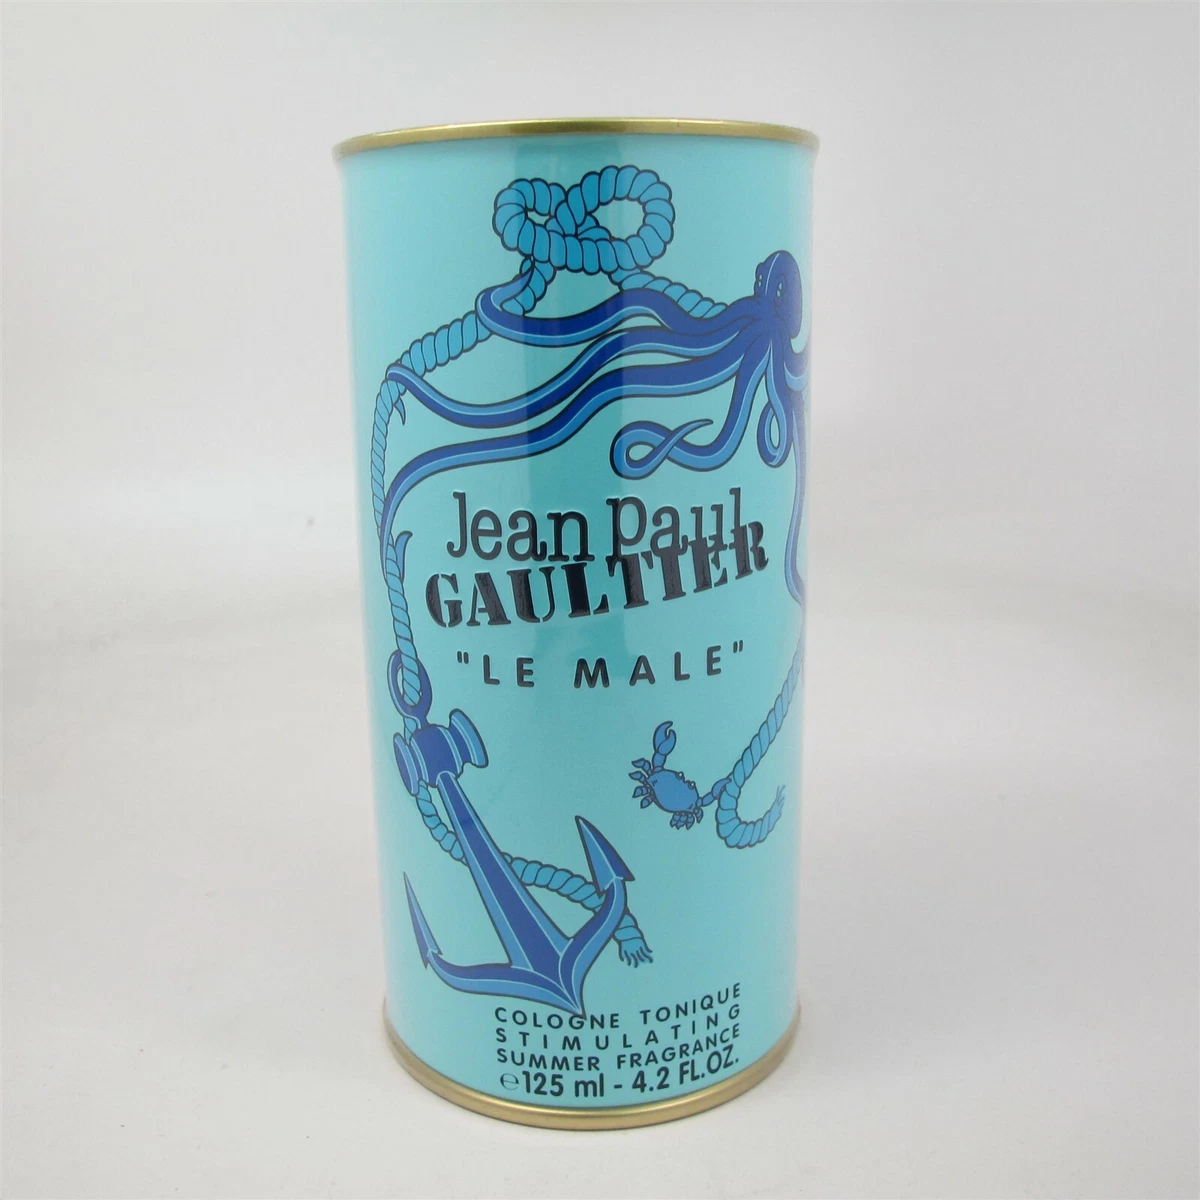 Jean Paul
GAULTIER
"LE MALE"
COLOGNE TONIQUE
STIMULATING
SUMMER FRAGRANCE
℮125 ml - 4.2 FL.OZ.